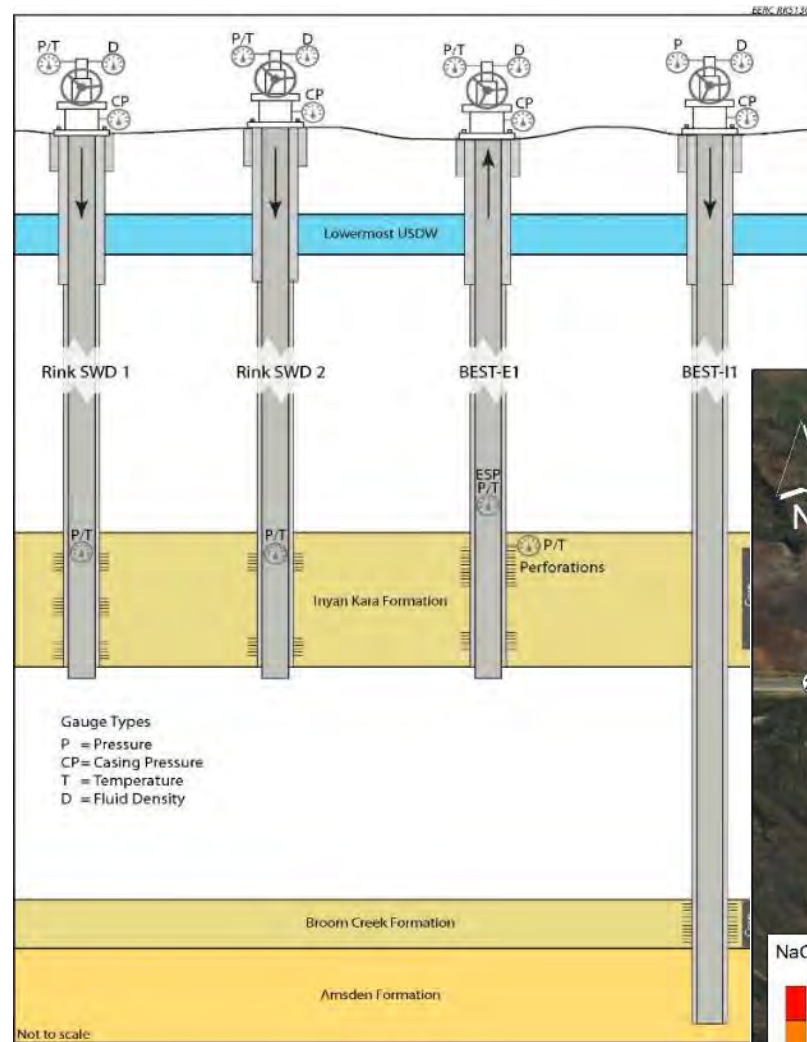 EERC RK5130
P/T D P/T D P/T D P D
CP CP CP CP
Lowermost USDW
Rink SWD 1 Rink SWD 2 BEST-E1 BEST-I1
ESP
P/T
P/T P/T P/T
Perforations
Inyan Kara Formation
Gauge Types
P = Pressure
CP= Casing Pressure
T = Temperature
D = Fluid Density
Broom Creek Formation
Amsden Formation
Not to scale
N